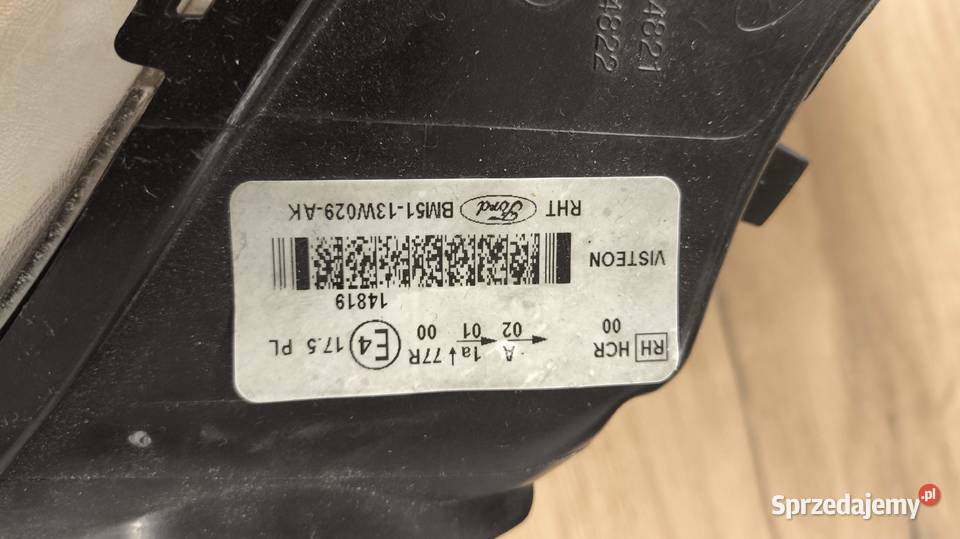 RH HCR A 1a↓ 77R E4 17.5 PL
00 02 01 00
14819
VISTEON
RHT Ford BM51-13W029-AK
4821
4822
Sprzedajemy.pl